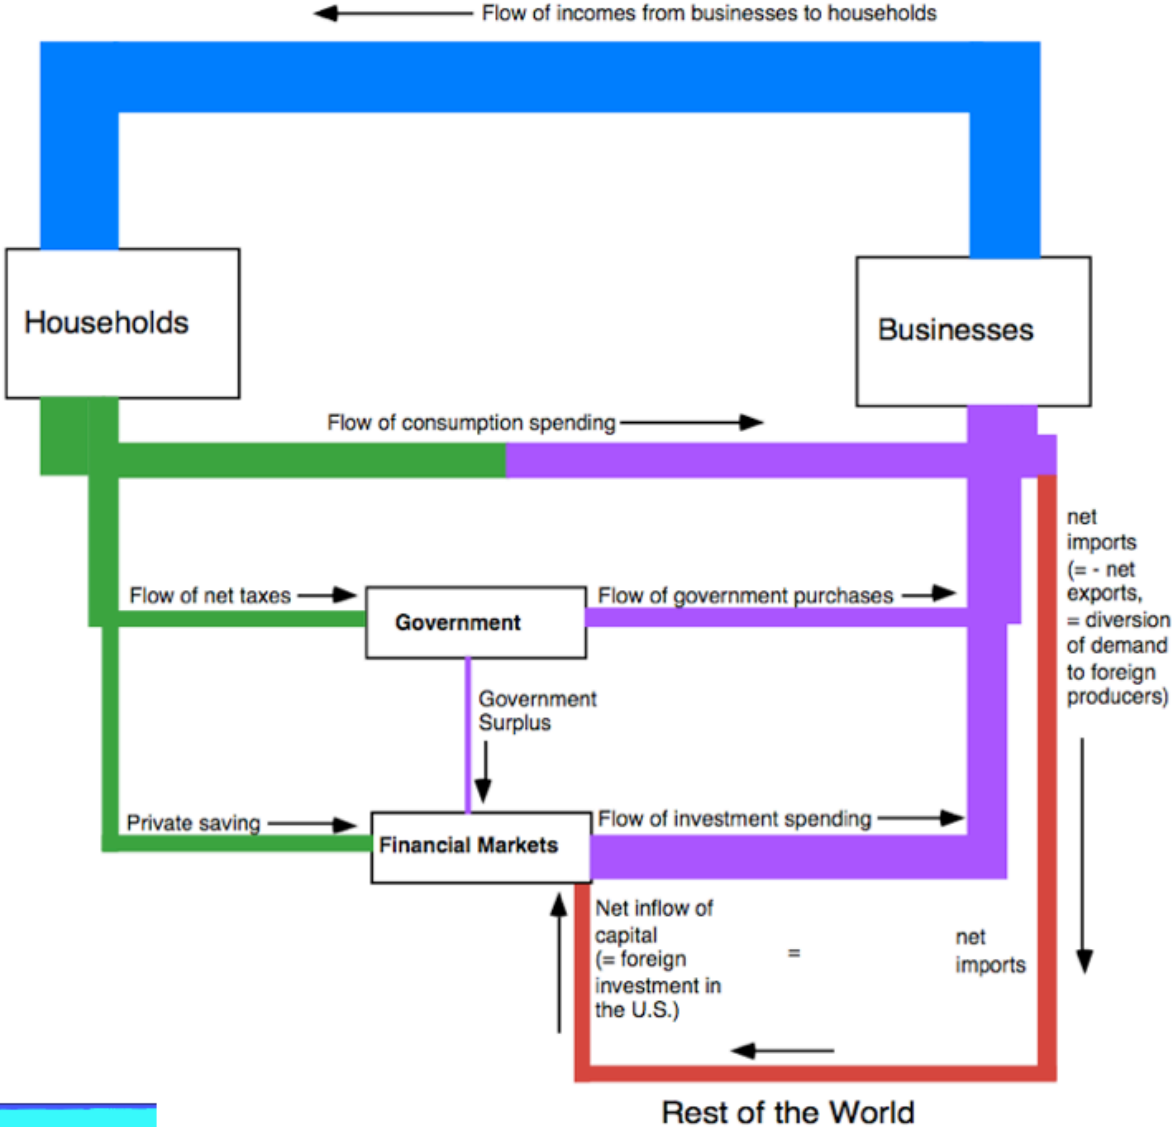 Flow of incomes from businesses to households
Households
Businesses
Flow of consumption spending
net
imports
(= - net
exports,
= diversion
of demand
to foreign
producers)
Flow of net taxes
Government
Flow of government purchases
Government
Surplus
Private saving
Financial Markets
Flow of investment spending
Net inflow of
capital
(= foreign
investment in
the U.S.)
=
net
imports
Rest of the World